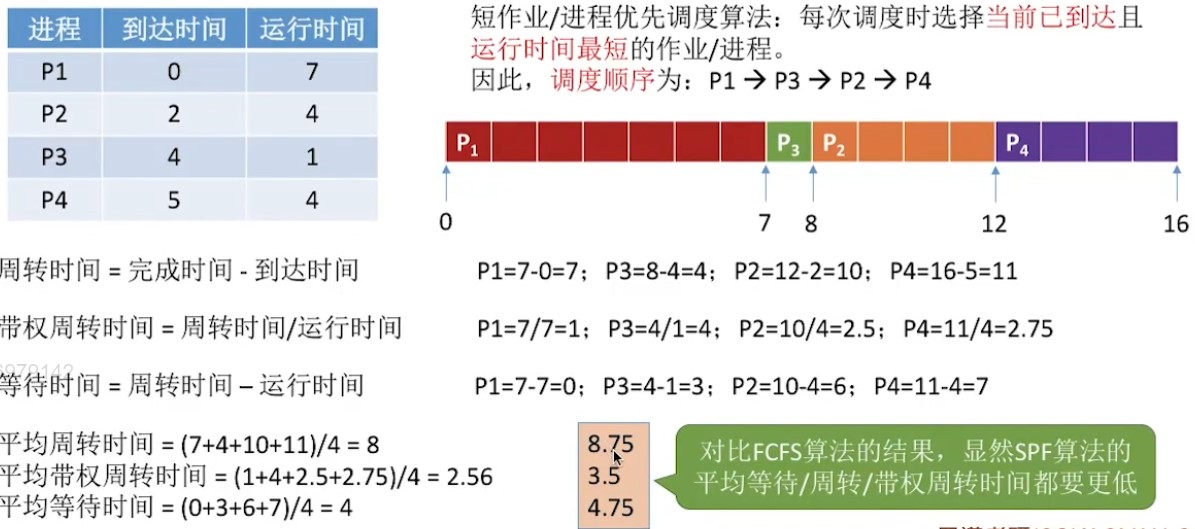 进程 到达时间 运行时间
P1 0 7
P2 2 4
P3 4 1
P4 5 4
短作业/进程优先调度算法：每次调度时选择当前已到达且
运行时间最短的作业/进程。
因此，调度顺序为：P1 → P3 → P2 → P4
P1 P3 P2 P4
0 7 8 12 16
周转时间 = 完成时间 - 到达时间
P1=7-0=7；P3=8-4=4；P2=12-2=10；P4=16-5=11
带权周转时间 = 周转时间/运行时间
P1=7/7=1；P3=4/1=4；P2=10/4=2.5；P4=11/4=2.75
等待时间 = 周转时间 – 运行时间
P1=7-7=0；P3=4-1=3；P2=10-4=6；P4=11-4=7
平均周转时间 = (7+4+10+11)/4 = 8
平均带权周转时间 = (1+4+2.5+2.75)/4 = 2.56
平均等待时间 = (0+3+6+7)/4 = 4
8.75
3.5
4.75
对比FCFS算法的结果，显然SPF算法的
平均等待/周转/带权周转时间都要更低